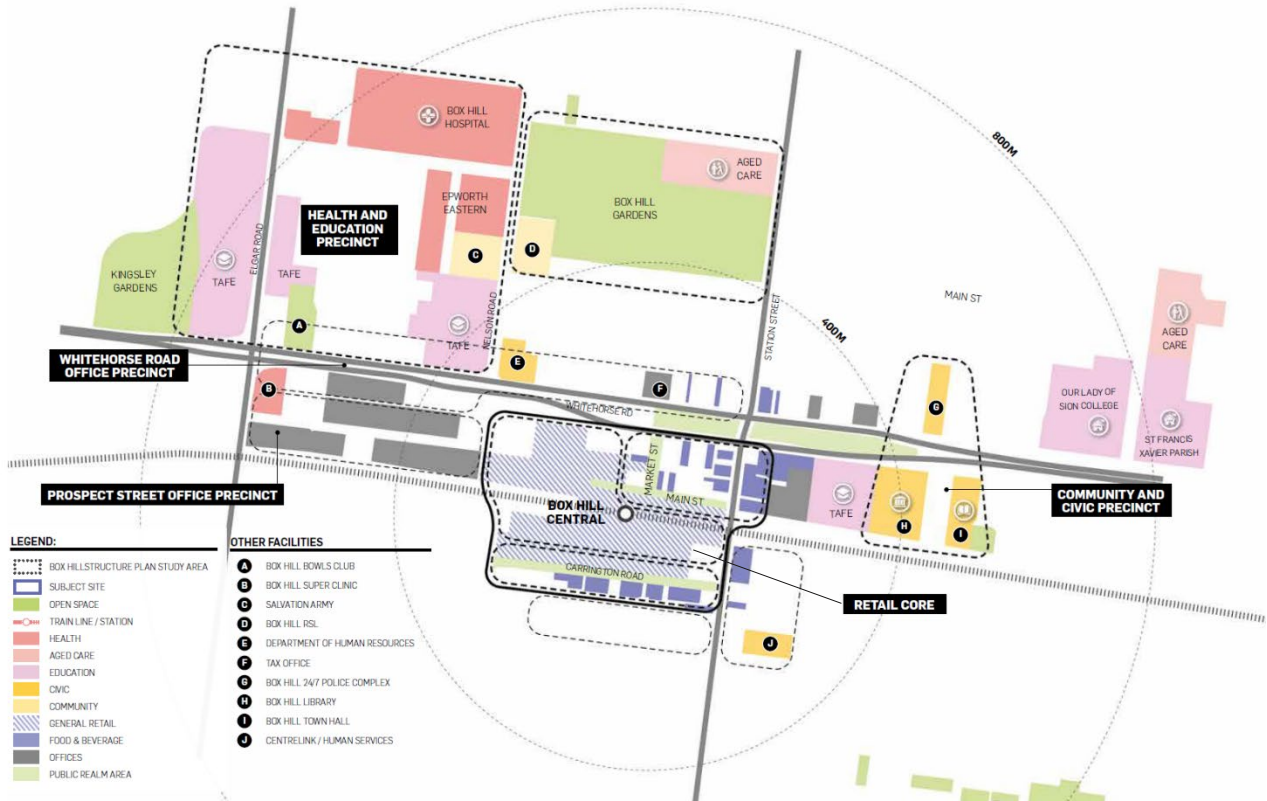 BOX HILL
HOSPITAL
800M
AGED
CARE
EPWORTH
EASTERN
BOX HILL
GARDENS
HEALTH AND
EDUCATION
PRECINCT
ELGAR ROAD
C
D
KINGSLEY
GARDENS
TAFE
TAFE
MAIN ST
NELSON ROAD
STATION STREET
400M
A
TAFE
AGED
CARE
WHITEHORSE ROAD
OFFICE PRECINCT
E
B
F
WHITEHORSE RD
G
OUR LADY OF
SION COLLEGE
ST FRANCIS
XAVIER PARISH
MARKET ST
PROSPECT STREET OFFICE PRECINCT
MAIN ST
BOX HILL
CENTRAL
TAFE
H
I
COMMUNITY AND
CIVIC PRECINCT
CARRINGTON ROAD
RETAIL CORE
J
LEGEND:
BOX HILLSTRUCTURE PLAN STUDY AREA
SUBJECT SITE
OPEN SPACE
TRAIN LINE / STATION
HEALTH
AGED CARE
EDUCATION
CIVIC
COMMUNITY
GENERAL RETAIL
FOOD & BEVERAGE
OFFICES
PUBLIC REALM AREA
OTHER FACILITIES
A BOX HILL BOWLS CLUB
B BOX HILL SUPER CLINIC
C SALVATION ARMY
D BOX HILL RSL
E DEPARTMENT OF HUMAN RESOURCES
F TAX OFFICE
G BOX HILL 24/7 POLICE COMPLEX
H BOX HILL LIBRARY
I BOX HILL TOWN HALL
J CENTRELINK / HUMAN SERVICES